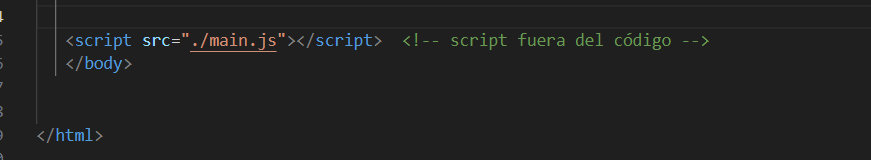 <script src="./main.js"></script> <!-- script fuera del código -->
</body>
</html>